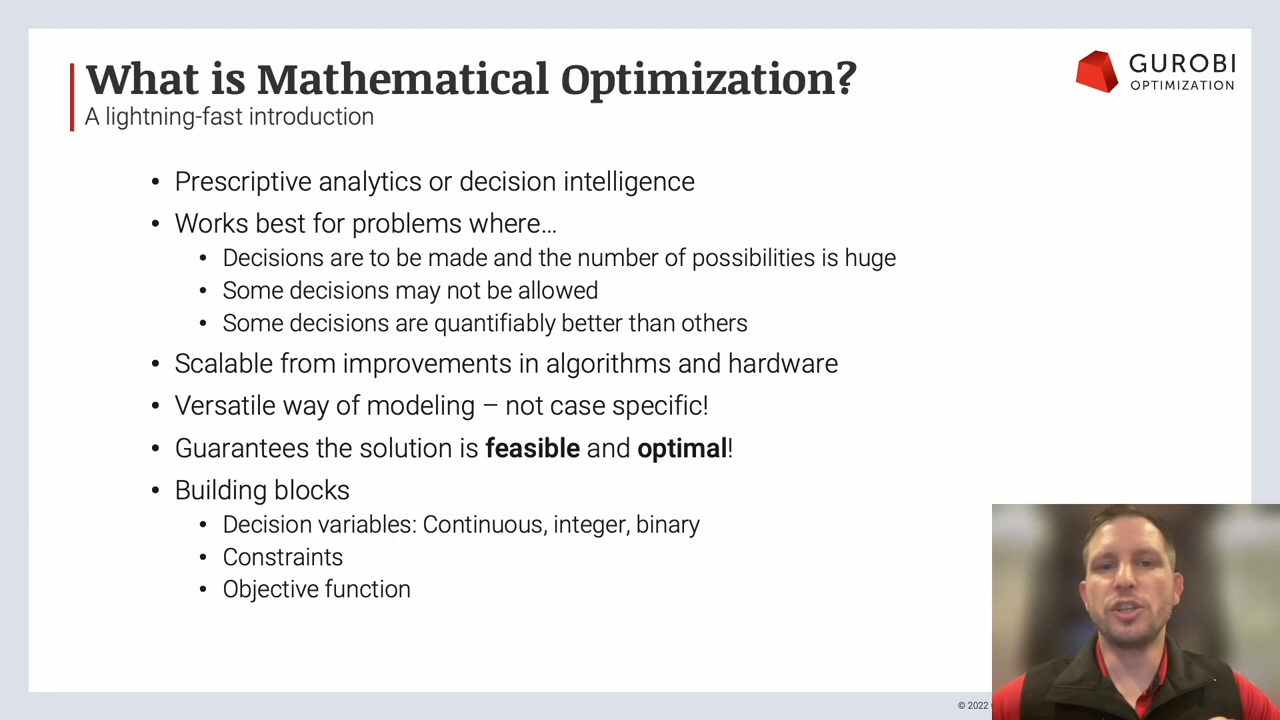 What is Mathematical Optimization?
A lightning-fast introduction
GUROBI
OPTIMIZATION
• Prescriptive analytics or decision intelligence
• Works best for problems where…
• Decisions are to be made and the number of possibilities is huge
• Some decisions may not be allowed
• Some decisions are quantifiably better than others
• Scalable from improvements in algorithms and hardware
• Versatile way of modeling – not case specific!
• Guarantees the solution is feasible and optimal!
• Building blocks
• Decision variables: Continuous, integer, binary
• Constraints
• Objective function
© 2022